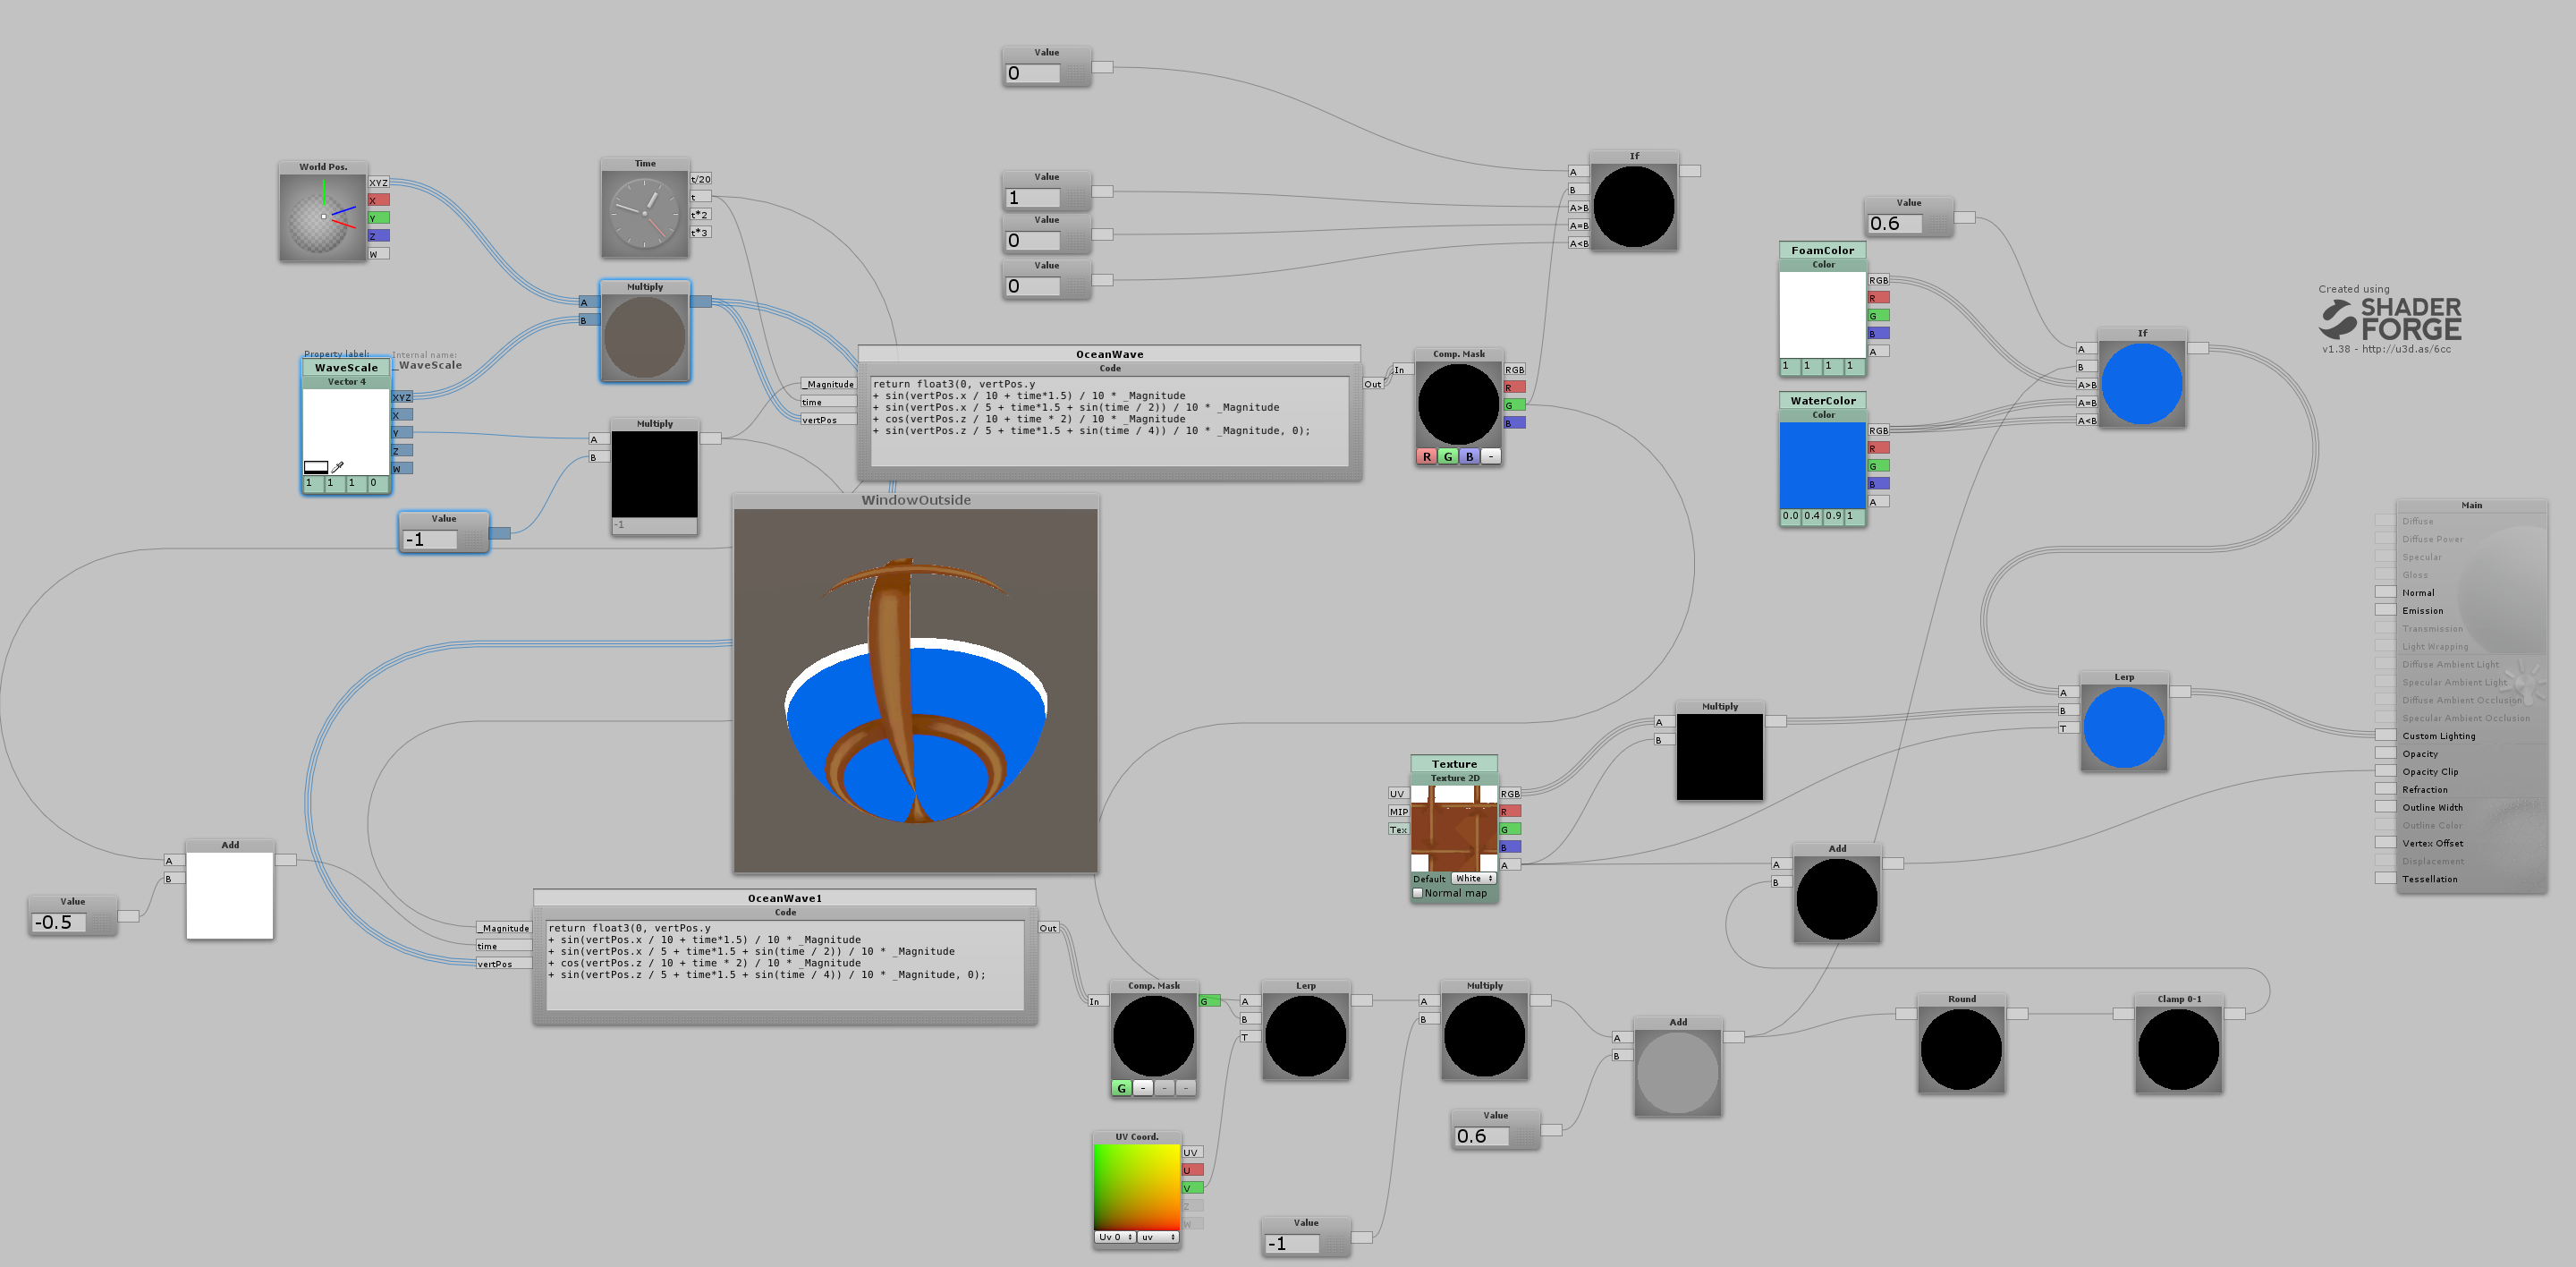 Value
0
World Pos.
XYZ
X
Y
Z
W
Time
t/20
t
t*2
t*3
Value
1
Value
0
Value
0
If
A
B
A>B
A=B
A<B
Multiply
A
B
Property label:
Internal name:
WaveScale
_WaveScale
Vector 4
XYZ
X
Y
Z
W
1 1 1 0
Value
-1
Multiply
A
B
-1
OceanWave
Code
_Magnitude
time
vertPos
return float3(0, vertPos.y
+ sin(vertPos.x / 10 + time*1.5) / 10 * _Magnitude
+ sin(vertPos.x / 5 + time*1.5 + sin(time / 2)) / 10 * _Magnitude
+ cos(vertPos.z / 10 + time * 2) / 10 * _Magnitude
+ sin(vertPos.z / 5 + time*1.5 + sin(time / 4)) / 10 * _Magnitude, 0);
Out
Comp. Mask
In
RGB
R
G
B
R G B -
Value
0.6
FoamColor
Color
RGB
R
G
B
A
1 1 1 1
WaterColor
Color
RGB
R
G
B
A
0.0 0.4 0.9 1
If
A
B
A>B
A=B
A<B
Created using
SHADER
FORGE
v1.38 - http://u3d.as/6cc
WindowOutside
Main
Diffuse
Diffuse Power
Specular
Gloss
Normal
Emission
Transmission
Light Wrapping
Diffuse Ambient Light
Specular Ambient Light
Diffuse Ambient Occlusion
Specular Ambient Occlusion
Custom Lighting
Opacity
Opacity Clip
Refraction
Outline Width
Outline Color
Vertex Offset
Displacement
Tessellation
Lerp
A
B
T
Multiply
A
B
Texture
Texture 2D
UV
MIP
Tex
RGB
R
G
B
A
Default White
Normal map
Add
A
B
Add
A
B
Value
-0.5
OceanWave1
Code
_Magnitude
time
vertPos
return float3(0, vertPos.y
+ sin(vertPos.x / 10 + time*1.5) / 10 * _Magnitude
+ sin(vertPos.x / 5 + time*1.5 + sin(time / 2)) / 10 * _Magnitude
+ cos(vertPos.z / 10 + time * 2) / 10 * _Magnitude
+ sin(vertPos.z / 5 + time*1.5 + sin(time / 4)) / 10 * _Magnitude, 0);
Out
Comp. Mask
In
G
G - - -
Lerp
A
B
T
Multiply
A
B
Add
A
B
Round
Clamp 0-1
Value
0.6
UV Coord.
UV
U
V
Z
W
Uv 0 uv
Value
-1